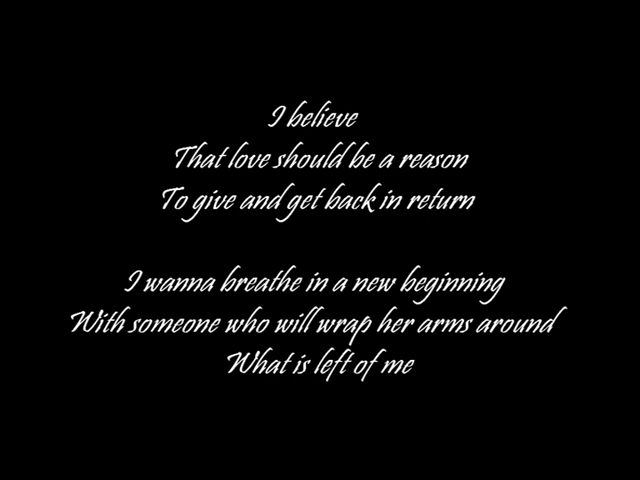 I believe
That love should be a reason
To give and get back in return
I wanna breathe in a new beginning
With someone who will wrap her arms around
What is left of me